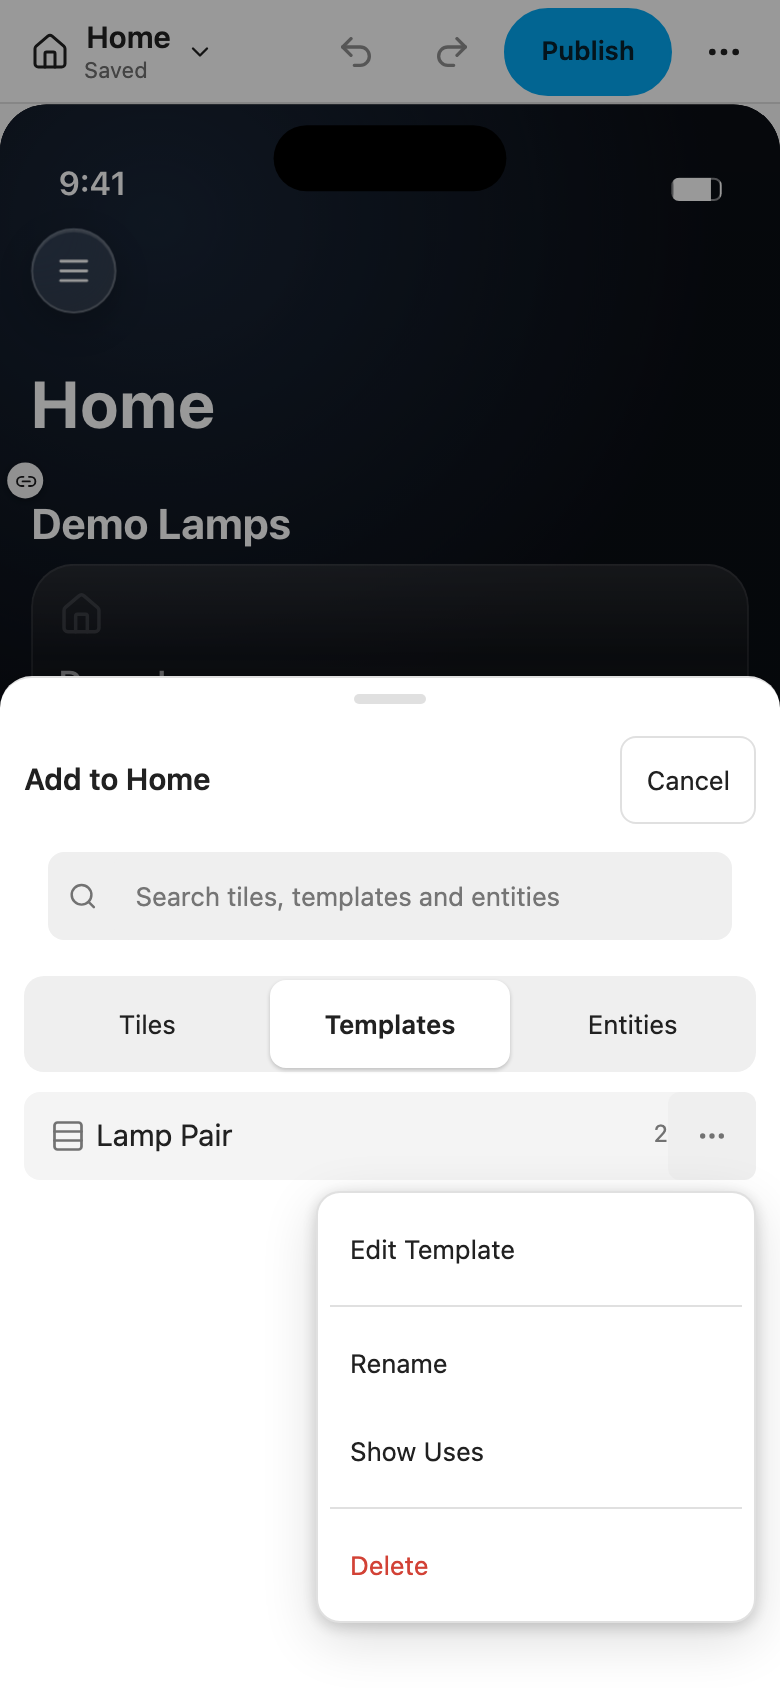 Home
Saved
Publish
9:41
Home
Demo Lamps
Add to Home
Cancel
Search tiles, templates and entities
Tiles
Templates
Entities
Lamp Pair
2
Edit Template
Rename
Show Uses
Delete